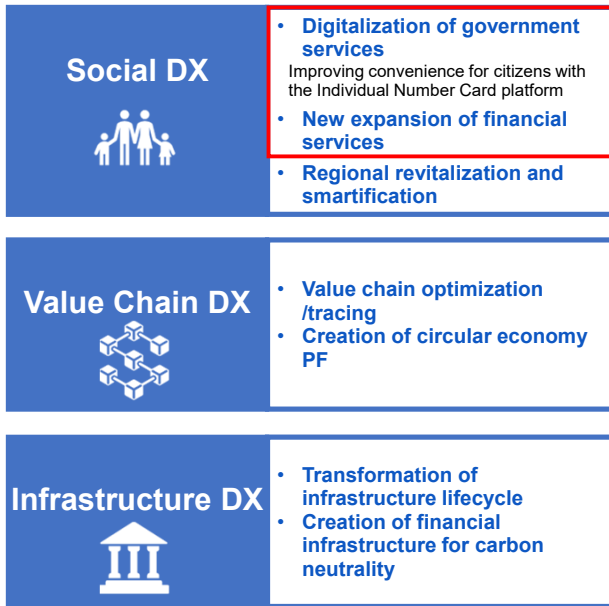 Social DX
• Digitalization of government
services
Improving convenience for citizens with
the Individual Number Card platform
• New expansion of financial
services
• Regional revitalization and
smartification
Value Chain DX
• Value chain optimization
/tracing
• Creation of circular economy
PF
Infrastructure DX
• Transformation of
infrastructure lifecycle
• Creation of financial
infrastructure for carbon
neutrality